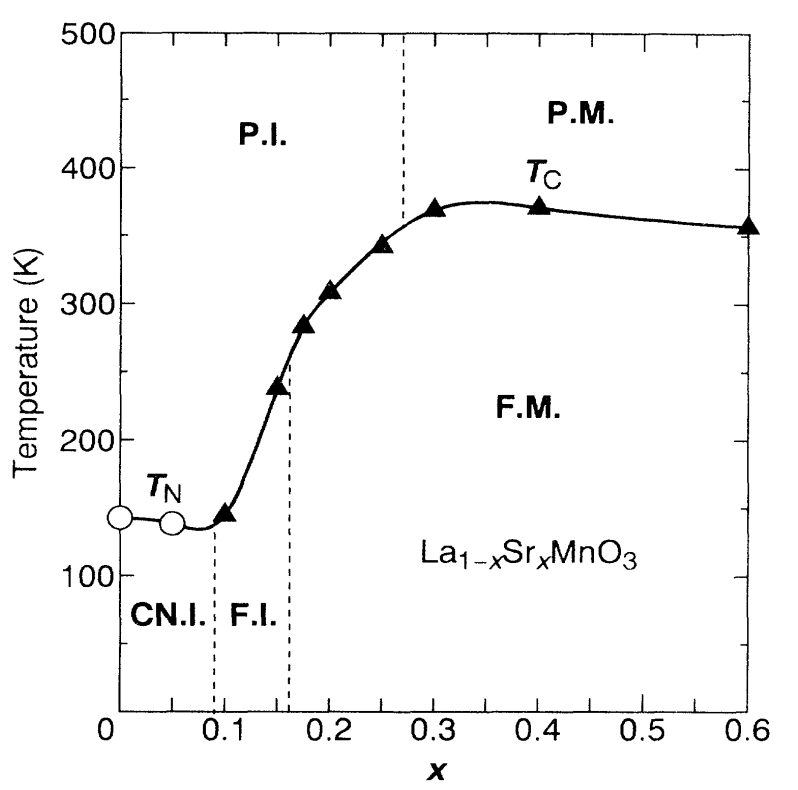 500
400
300
200
100
Temperature (K)
P.I.
P.M.
T_C
F.M.
T_N
La₁₋ₓSrₓMnO₃
CN.I.
F.I.
0
0.1
0.2
0.3
0.4
0.5
0.6
x